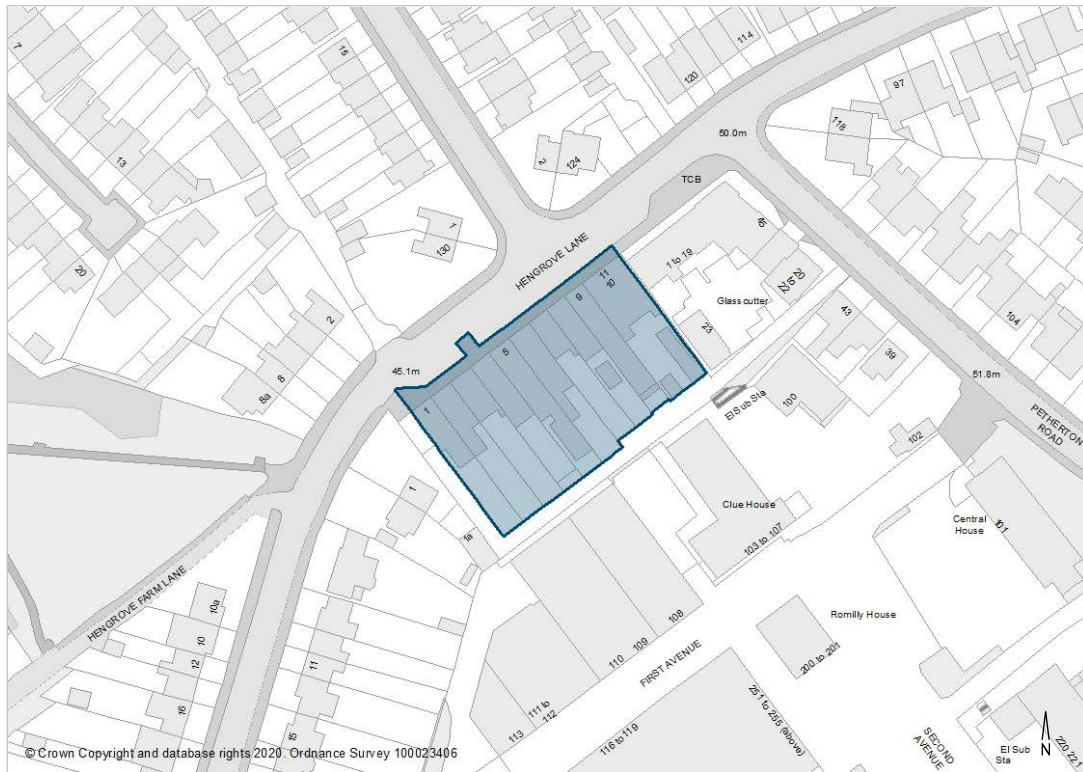 7
15
13
20
114
120
2
124
97
118
50.0m
TCB
1
130
HENGROVE LANE
46
1 to 19
11
10
9
5
1
Glass cutter
20
22
23
43
39
104
51.8m
PETHERTON
ROAD
2
8
8a
45.1m
El Sub Sta
100
102
1
1a
Clue House
103 to 107
Central
House
101
HENGROVE FARM LANE
10a
10
12
16
11
15
108
109
110
111 to
112
113
FIRST AVENUE
Romilly House
200 to 201
116 to 119
251 to 255 (above)
SECOND
AVENUE
El Sub
Sta
220 221
N
© Crown Copyright and database rights 2020. Ordnance Survey 100023406